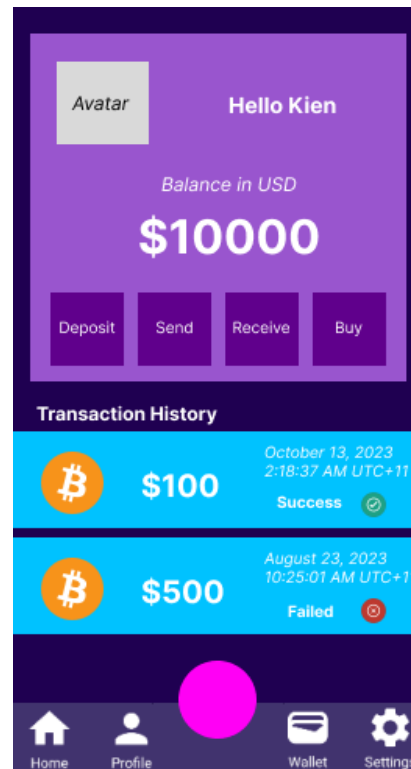 Avatar
Hello Kien
Balance in USD
$10000
Deposit Send Receive Buy
Transaction History
October 13, 2023
2:18:37 AM UTC+11
$100
Success
August 23, 2023
10:25:01 AM UTC+1
$500
Failed
Home Profile Wallet Setting